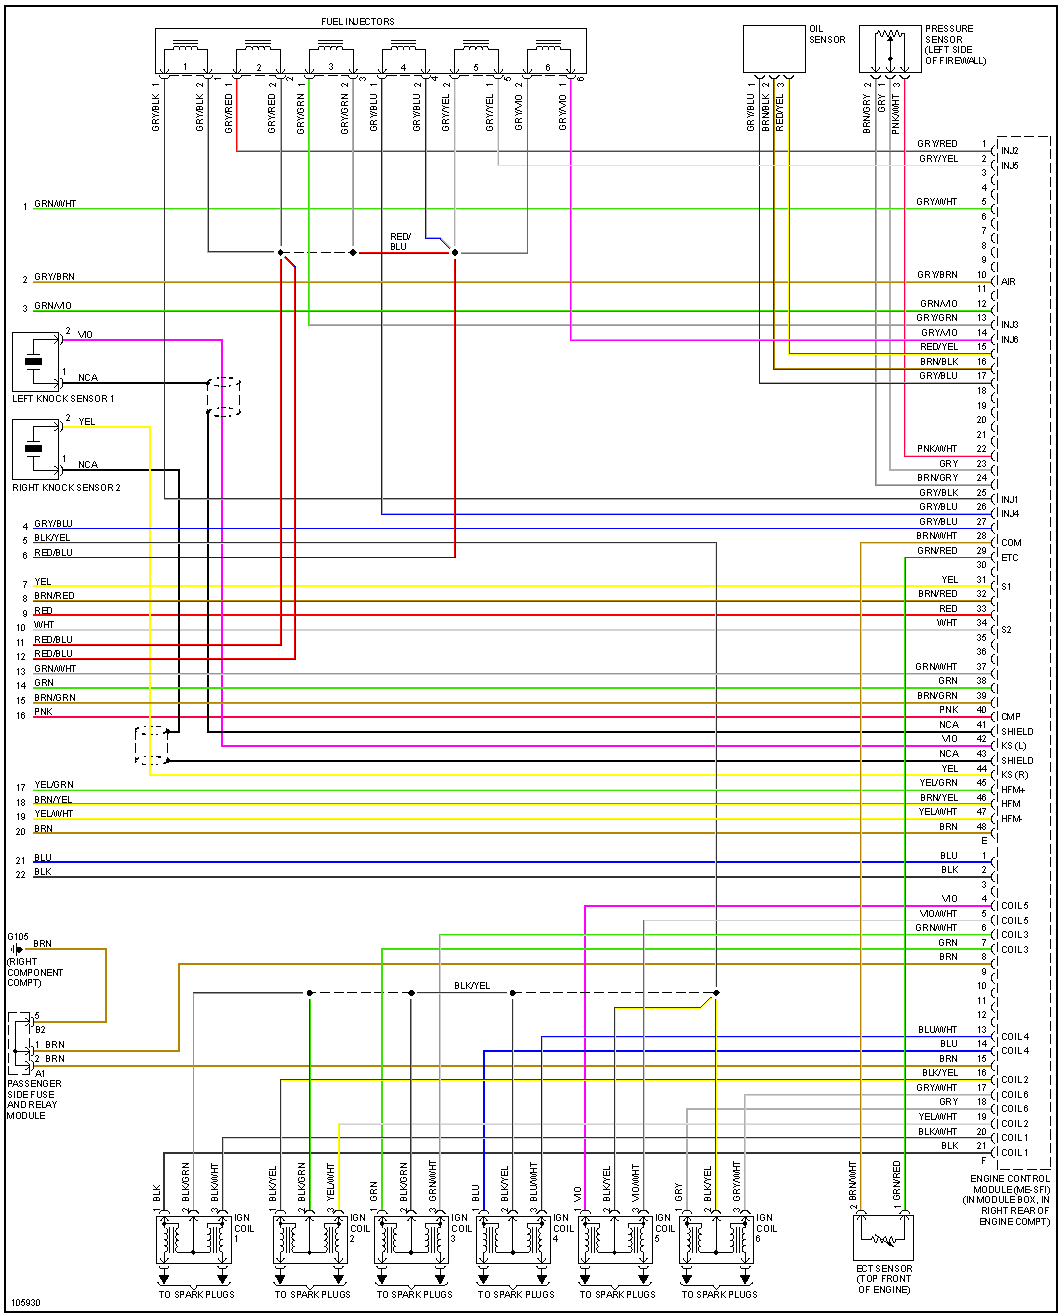 FUEL INJECTORS
1 2 3 4 5 6
GRY/BLK 1
GRY/BLK 2 1
GRY/RED 1
GRY/RED 2 2
GRY/GRN 1
GRY/GRN 2 3
GRY/BLU 1
GRY/BLU 2 4
GRY/YEL 2
GRY/YEL 1 5
GRY/VIO 2
GRY/VIO 1 6
OIL
SENSOR
GRY/BLU 1
BRN/BLK 2
RED/YEL 3
PRESSURE
SENSOR
(LEFT SIDE
OF FIREWALL)
BRN/GRY 2
GRY 1
PNK/WHT 3
RED/
BLU
1 GRN/WHT
2 GRY/BRN
3 GRN/VIO
2 VIO
1 NCA
LEFT KNOCK SENSOR 1
2 YEL
1 NCA
RIGHT KNOCK SENSOR 2
4 GRY/BLU
5 BLK/YEL
6 RED/BLU
7 YEL
8 BRN/RED
9 RED
10 WHT
11 RED/BLU
12 RED/BLU
13 GRN/WHT
14 GRN
15 BRN/GRN
16 PNK
17 YEL/GRN
18 BRN/YEL
19 YEL/WHT
20 BRN
21 BLU
22 BLK
GRY/RED 1 INJ2
GRY/YEL 2 INJ5
3
4
GRY/WHT 5
6
7
8
9
GRY/BRN 10 AIR
11
GRN/VIO 12
GRY/GRN 13 INJ3
GRY/VIO 14 INJ6
RED/YEL 15
BRN/BLK 16
GRY/BLU 17
18
19
20
21
PNK/WHT 22
GRY 23
BRN/GRY 24
GRY/BLK 25 INJ1
GRY/BLU 26 INJ4
GRY/BLU 27
BRN/WHT 28 COM
GRN/RED 29 ETC
30
YEL 31 S1
BRN/RED 32
RED 33
WHT 34 S2
35
36
GRN/WHT 37
GRN 38
BRN/GRN 39
PNK 40 CMP
NCA 41 SHIELD
VIO 42 KS (L)
NCA 43 SHIELD
YEL 44 KS (R)
YEL/GRN 45 HFM+
BRN/YEL 46 HFM
YEL/WHT 47 HFM-
BRN 48
E
BLU 1
BLK 2
3
VIO 4 COIL 5
VIO/WHT 5 COIL 5
GRN/WHT 6 COIL 3
GRN 7 COIL 3
BRN 8
9
10
11
12
BLU/WHT 13 COIL 4
BLU 14 COIL 4
BRN 15
BLK/YEL 16 COIL 2
GRY/WHT 17 COIL 6
GRY 18 COIL 6
YEL/WHT 19 COIL 2
BLK/WHT 20 COIL 1
BLK 21 COIL 1
F
ENGINE CONTROL
MODULE (ME-SFI)
(IN MODULE BOX, IN
RIGHT REAR OF
ENGINE COMPT)
G105
BRN
(RIGHT
COMPONENT
COMPT)
5
B2
1 BRN
2 BRN
A1
PASSENGER
SIDE FUSE
AND RELAY
MODULE
BLK/YEL
BLK 1
BLK/GRN 2
BLK/WHT 3
IGN
COIL
1
TO SPARK PLUGS
BLK/YEL 1
BLK/GRN 2
YEL/WHT 3
IGN
COIL
2
TO SPARK PLUGS
GRN 1
BLK/GRN 2
GRN/WHT 3
IGN
COIL
3
TO SPARK PLUGS
BLU 1
BLK/YEL 2
BLU/WHT 3
IGN
COIL
4
TO SPARK PLUGS
VIO 1
BLK/YEL 2
VIO/WHT 3
IGN
COIL
5
TO SPARK PLUGS
GRY 1
BLK/YEL 2
GRY/WHT 3
IGN
COIL
6
TO SPARK PLUGS
BRN/WHT 2
GRN/RED 1
ECT SENSOR
(TOP FRONT
OF ENGINE)
105930